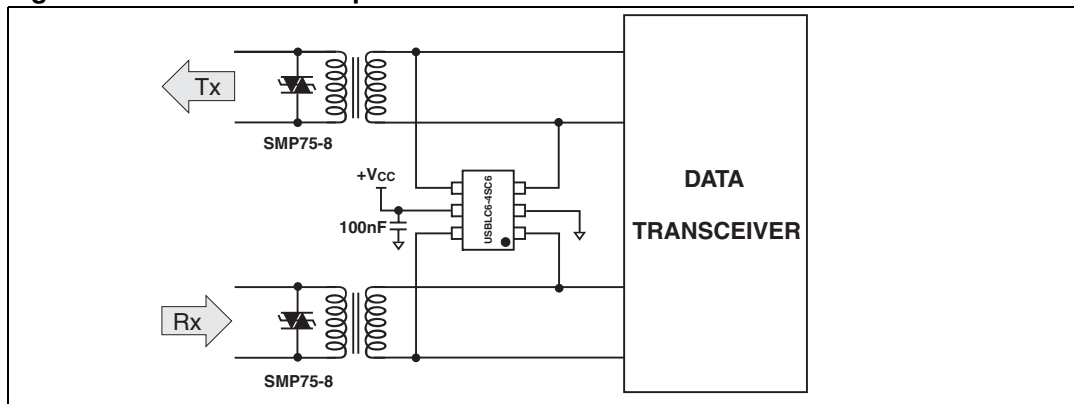 Tx
SMP75-8
+Vcc
100nF
USBLC6-4SC6
DATA
TRANSCEIVER
Rx
SMP75-8